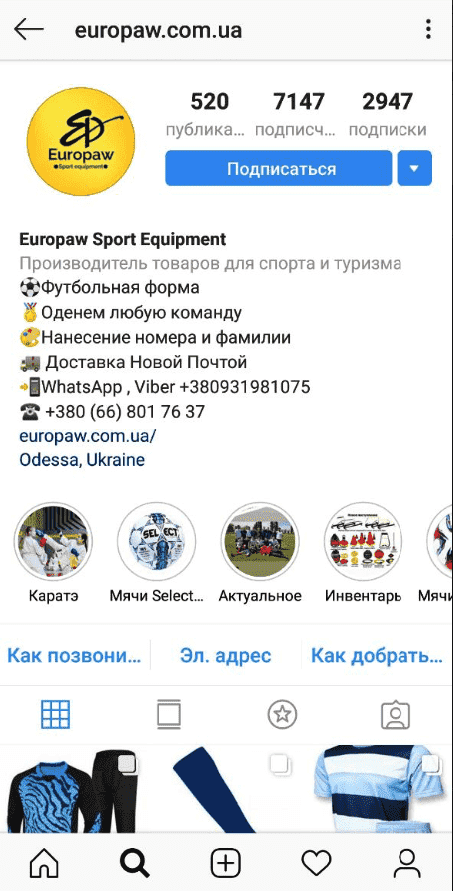 europaw.com.ua
520 7147 2947
публика... подписч... подписки
Europaw
Sport equipment
Подписаться
Europaw Sport Equipment
Производитель товаров для спорта и туризма
Футбольная форма
Оденем любую команду
Нанесение номера и фамилии
Доставка Новой Почтой
WhatsApp , Viber +380931981075
+380 (66) 801 76 37
europaw.com.ua/
Odessa, Ukraine
SELECT
Каратэ Мячи Select... Актуальное Инвентарь Мячи
Как позвони... Эл. адрес Как добрать...